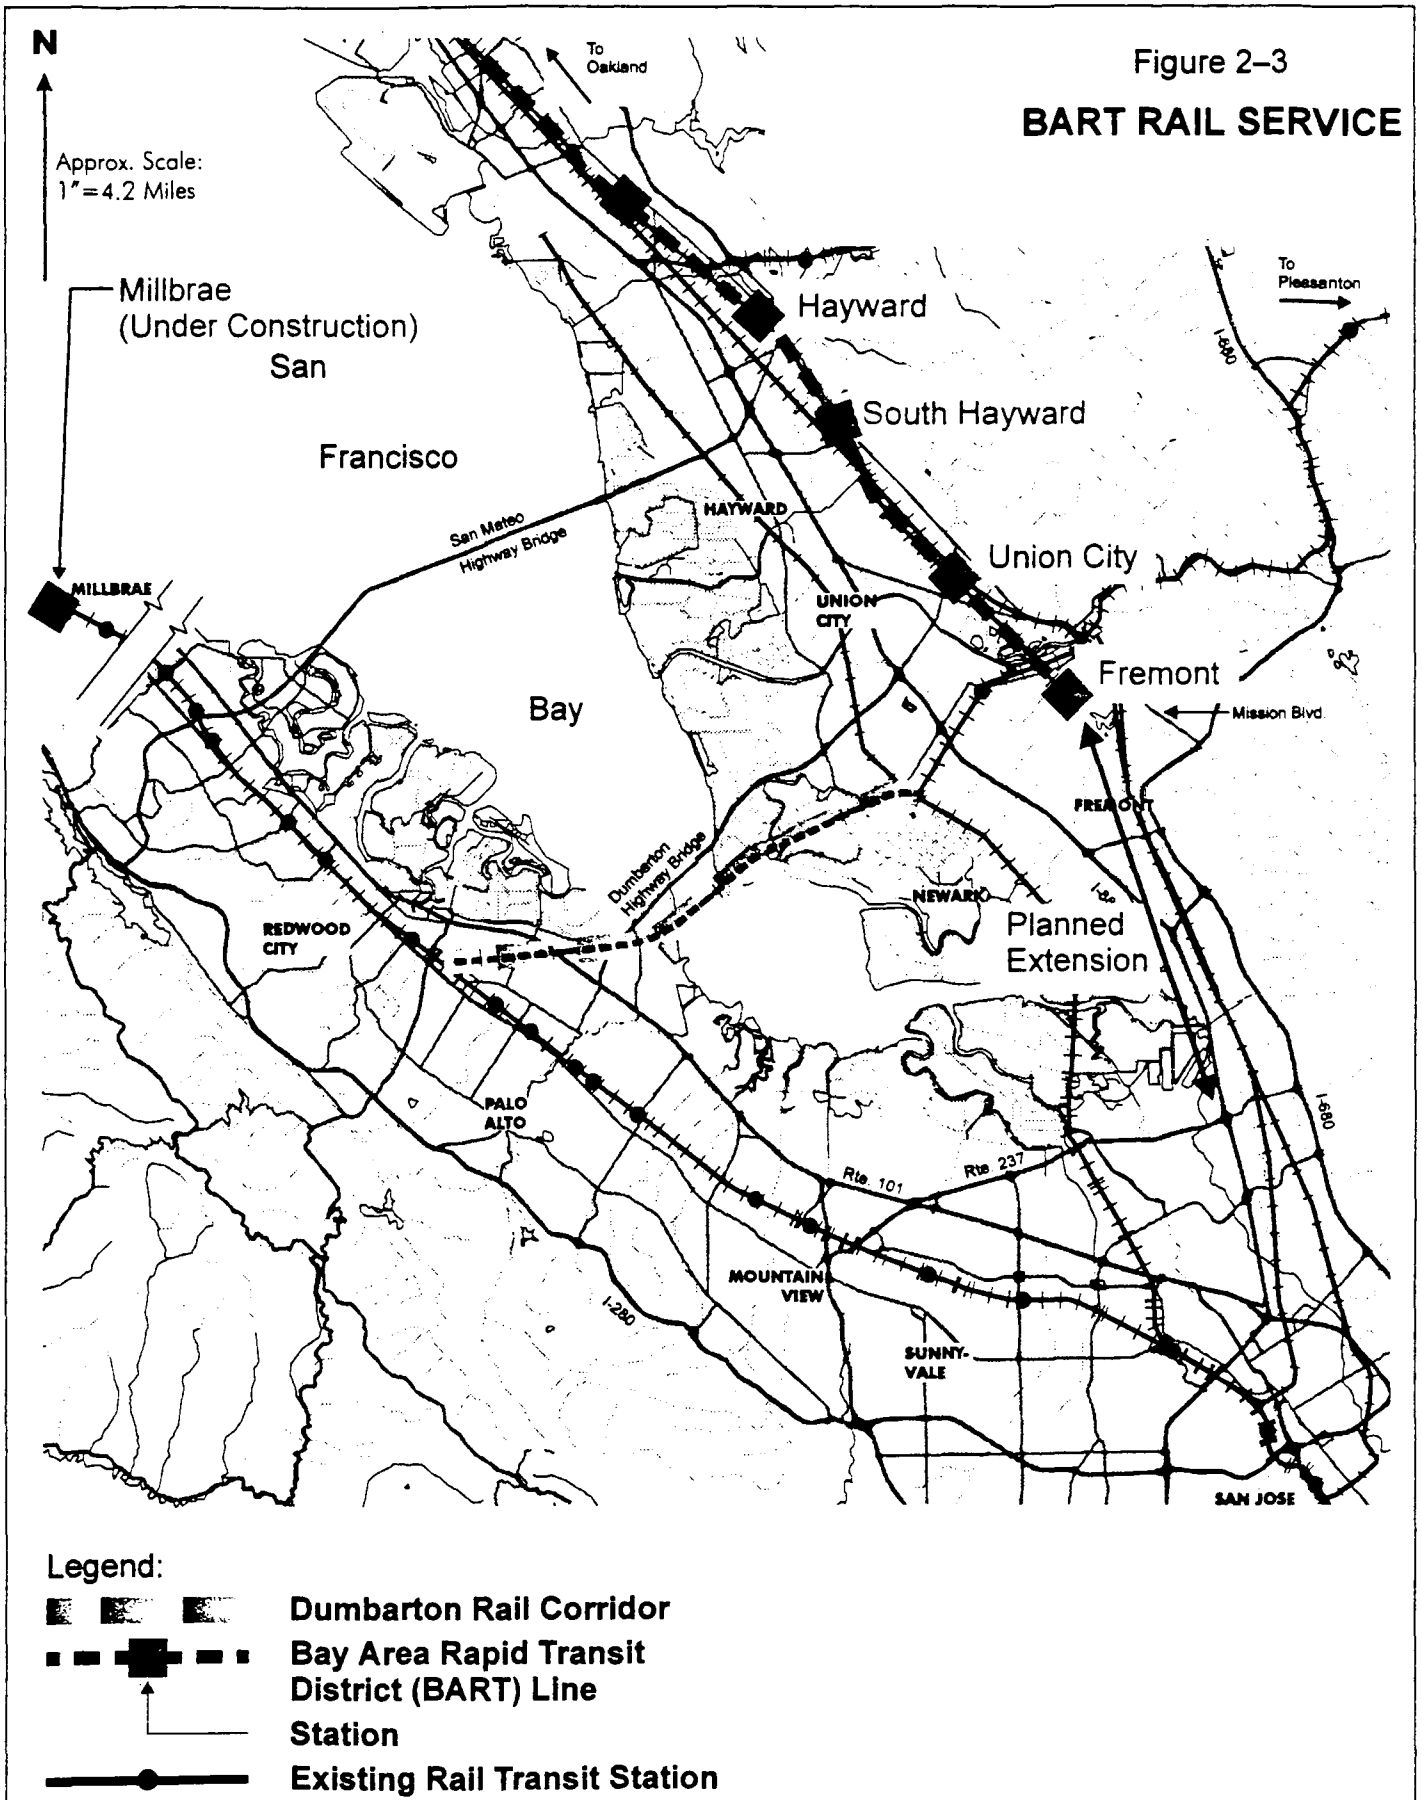 N
Approx. Scale:
1"=4.2 Miles
To
Oakland
Figure 2–3
BART RAIL SERVICE
Millbrae
(Under Construction)
San
Francisco
Bay
Hayward
To
Pleasanton
I-680
South Hayward
San Mateo
Highway Bridge
HAYWARD
Union City
MILLBRAE
UNION
CITY
Fremont
Mission Blvd.
FREMONT
Dumbarton
Highway Bridge
NEWARK
REDWOOD
CITY
Planned
Extension
PALO
ALTO
I-680
Rte. 101
Rte. 237
MOUNTAIN
VIEW
I-280
SUNNY-
VALE
SAN JOSE
Legend:
Dumbarton Rail Corridor
Bay Area Rapid Transit
District (BART) Line
Station
Existing Rail Transit Station